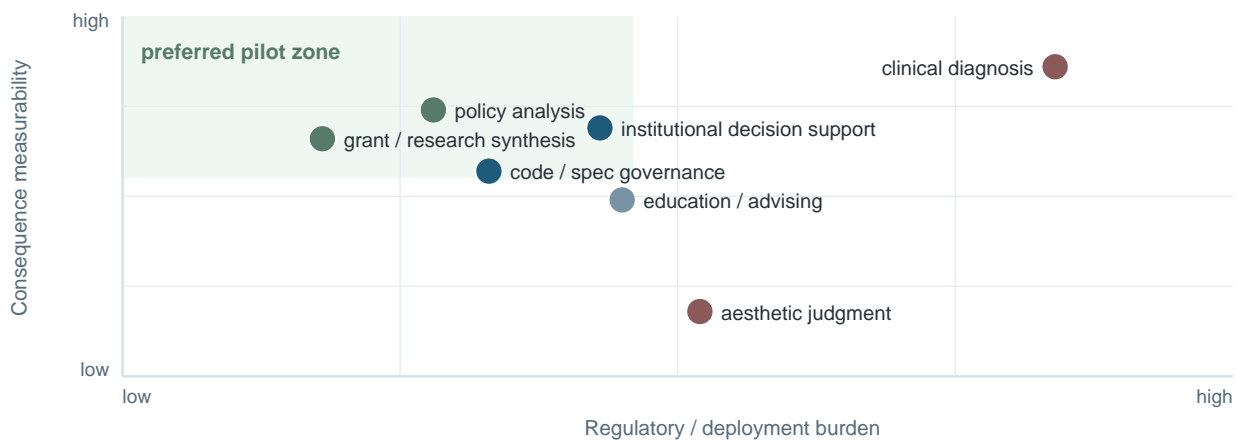 high
preferred pilot zone
clinical diagnosis
policy analysis
institutional decision support
grant / research synthesis
code / spec governance
education / advising
aesthetic judgment
Consequence measurability
low
low
high
Regulatory / deployment burden